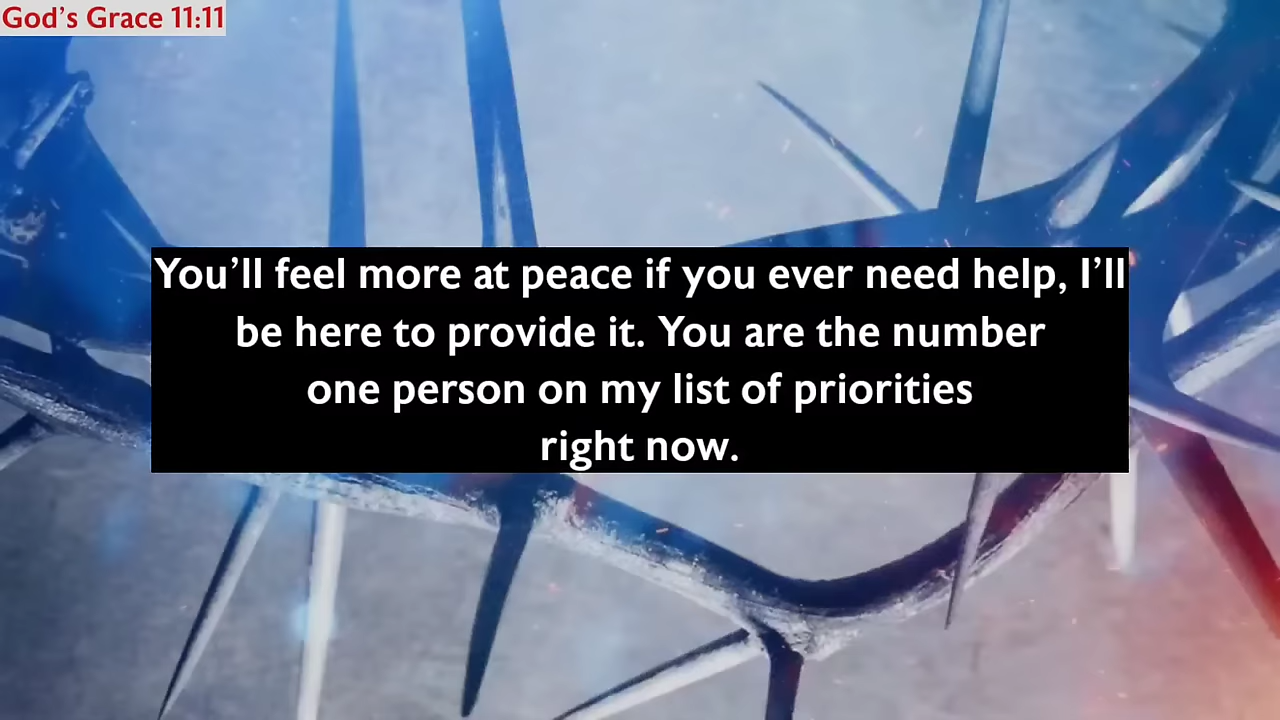 God's Grace 11:11
You'll feel more at peace if you ever need help, I'll
be here to provide it. You are the number
one person on my list of priorities
right now.